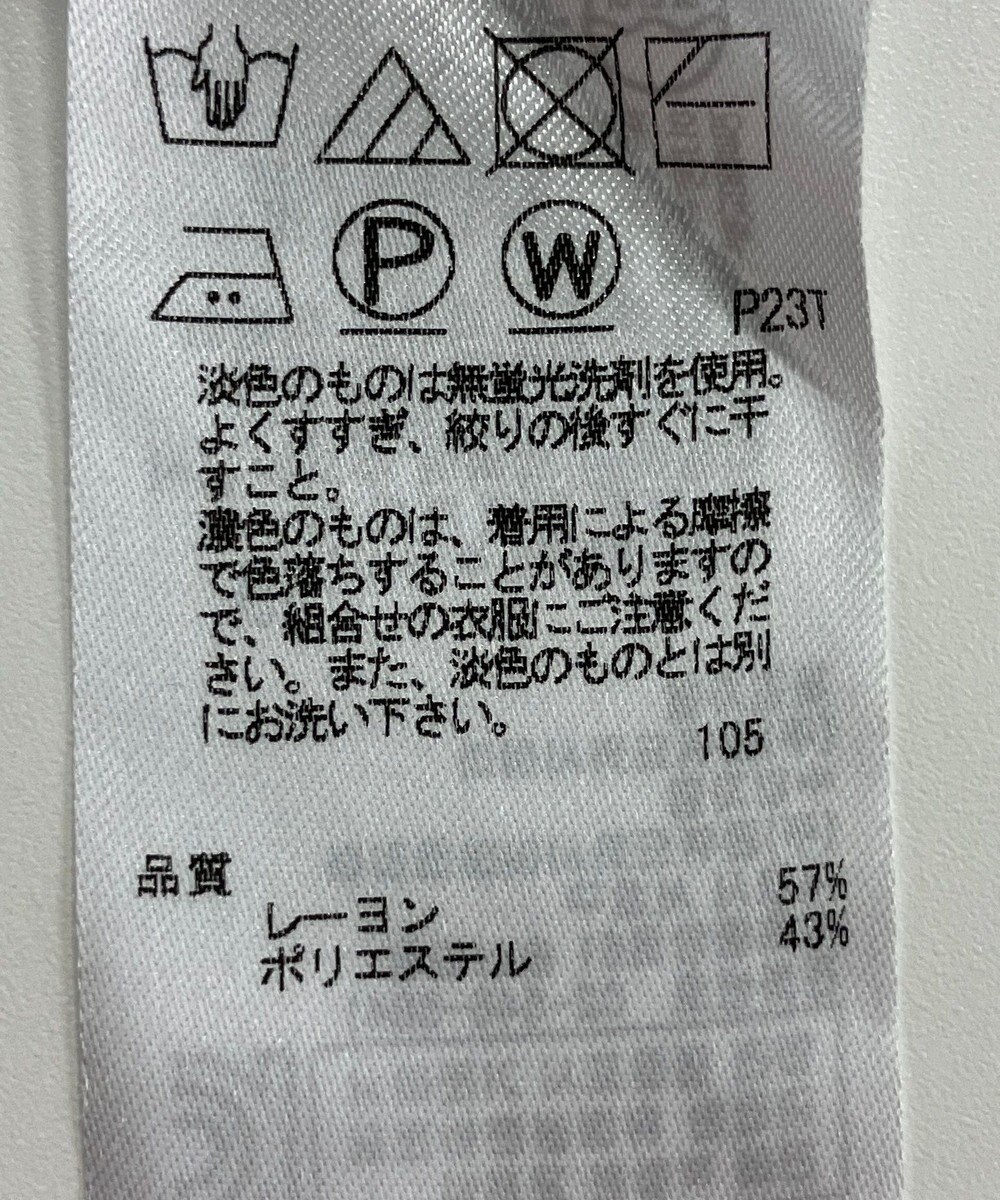 P
W
P23T
淡色のものは無蛍光洗剤を使用。
よくすすぎ、絞りの後すぐに干
すこと。
濃色のものは、着用による摩擦
で色落ちすることがありますの
で、組合せの衣服にご注意くだ
さい。また、淡色のものとは別
にお洗い下さい。
105
品質
レーヨン 57%
ポリエステル 43%